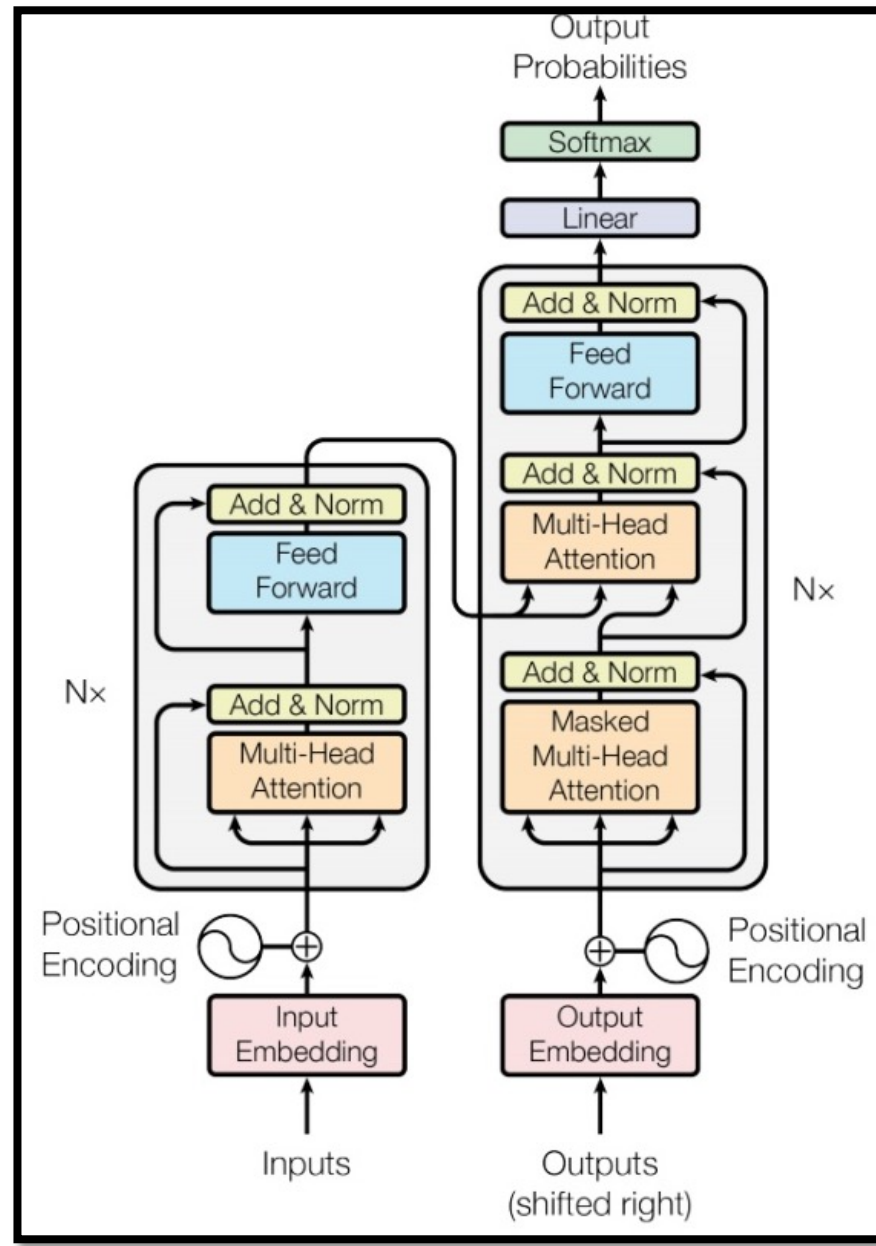 Output
Probabilities
Softmax
Linear
Add & Norm
Feed
Forward
Add & Norm
Multi-Head
Attention
Add & Norm
Masked
Multi-Head
Attention
Nx
Add & Norm
Feed
Forward
Add & Norm
Multi-Head
Attention
Nx
Positional
Encoding
Input
Embedding
Inputs
Positional
Encoding
Output
Embedding
Outputs
(shifted right)